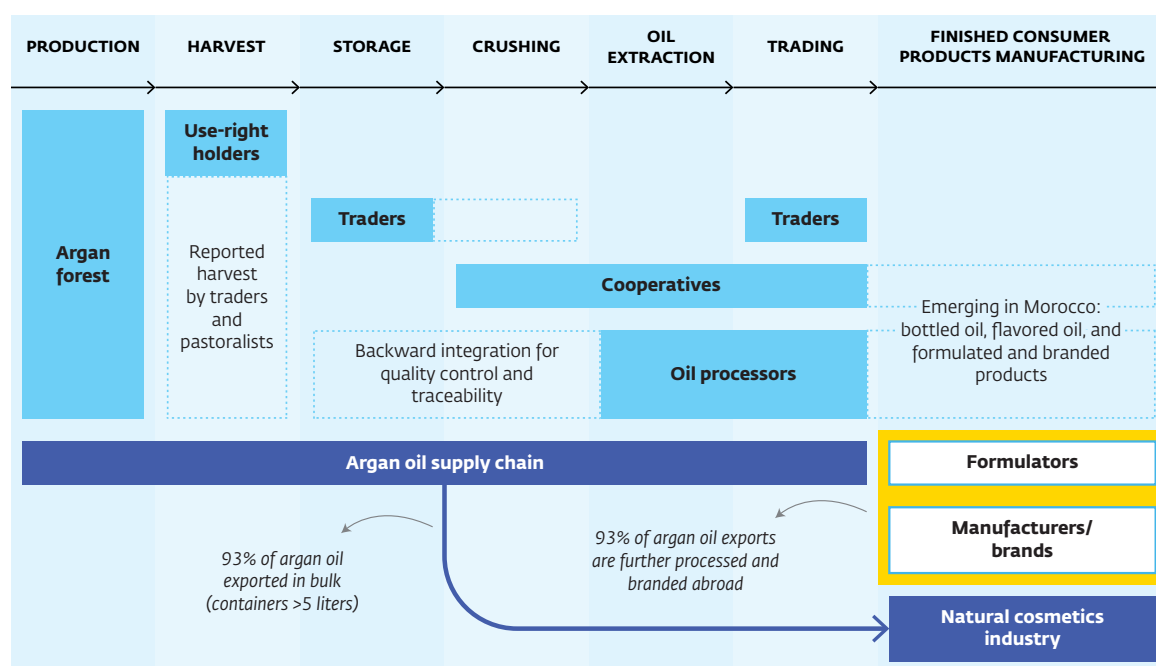 PRODUCTION
HARVEST
STORAGE
CRUSHING
OIL
EXTRACTION
TRADING
FINISHED CONSUMER
PRODUCTS MANUFACTURING
Argan
forest
Use-right
holders
Reported
harvest
by traders
and
pastoralists
Traders
Traders
Cooperatives
Backward integration for
quality control and
traceability
Oil processors
Emerging in Morocco:
bottled oil, flavored oil, and
formulated and branded
products
Argan oil supply chain
Formulators
Manufacturers/
brands
93% of argan oil
exported in bulk
(containers >5 liters)
93% of argan oil exports
are further processed and
branded abroad
Natural cosmetics
industry